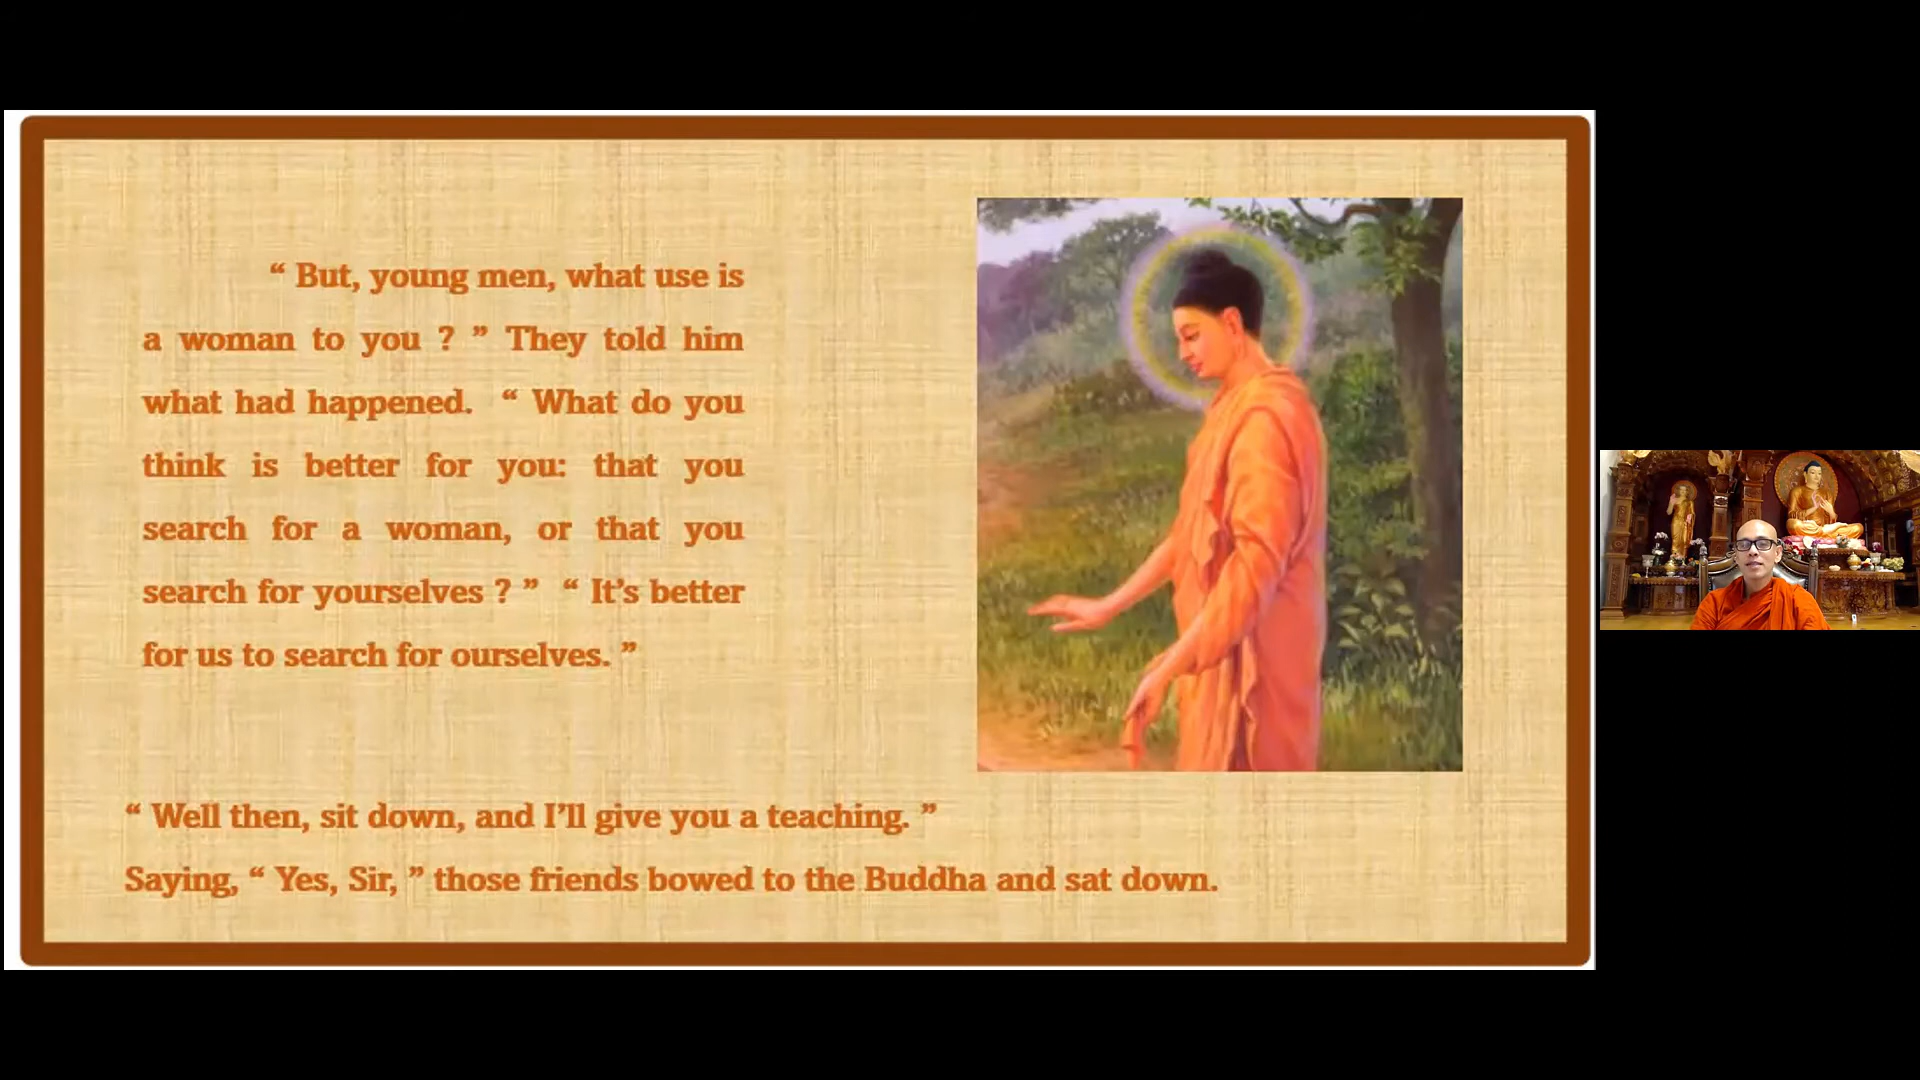 “ But, young men, what use is
a woman to you ? ” They told him
what had happened. “ What do you
think is better for you: that you
search for a woman, or that you
search for yourselves ? ” “ It’s better
for us to search for ourselves. ”
“ Well then, sit down, and I’ll give you a teaching. ”
Saying, “ Yes, Sir, ” those friends bowed to the Buddha and sat down.